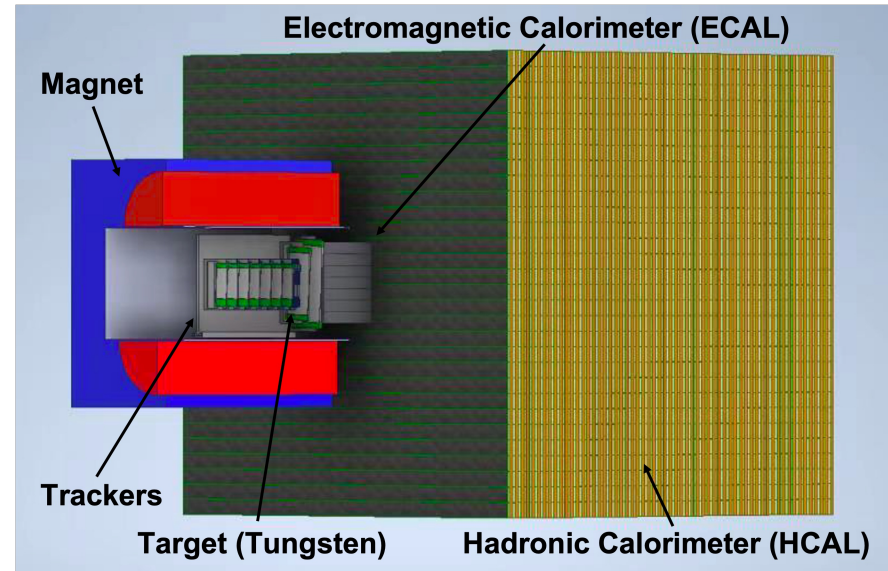 Electromagnetic Calorimeter (ECAL)
Magnet
Trackers
Target (Tungsten)
Hadronic Calorimeter (HCAL)